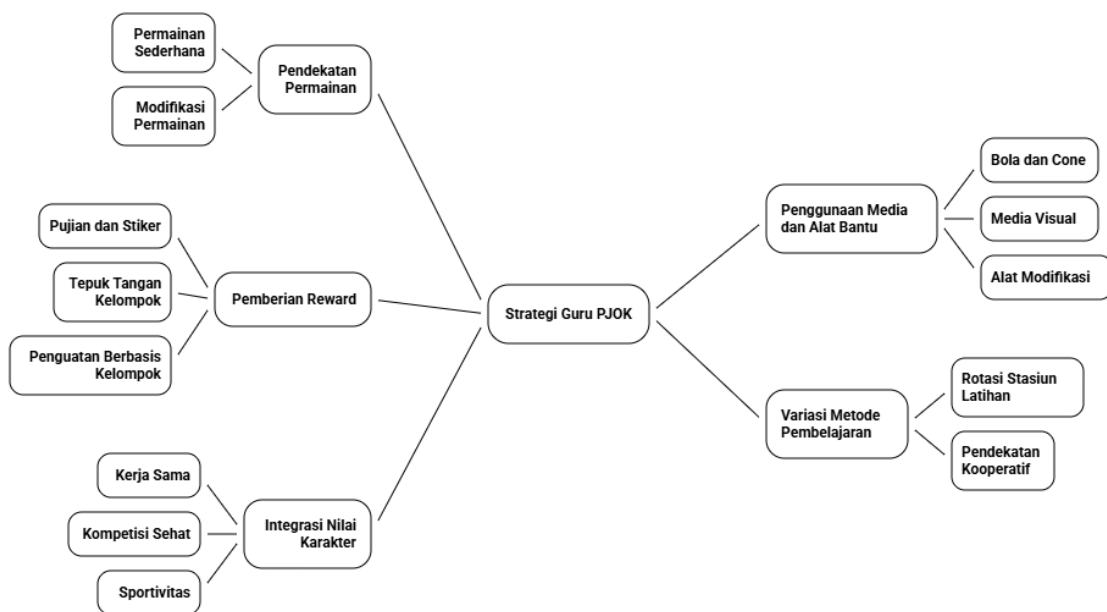 Permainan
Sederhana
Pendekatan
Permainan
Modifikasi
Permainan
Pujian dan Stiker
Tepuk Tangan
Kelompok
Pemberian Reward
Penguatan Berbasis
Kelompok
Kerja Sama
Kompetisi Sehat
Integrasi Nilai
Karakter
Sportivitas
Strategi Guru PJOK
Penggunaan Media
dan Alat Bantu
Bola dan Cone
Media Visual
Alat Modifikasi
Variasi Metode
Pembelajaran
Rotasi Stasiun
Latihan
Pendekatan
Kooperatif